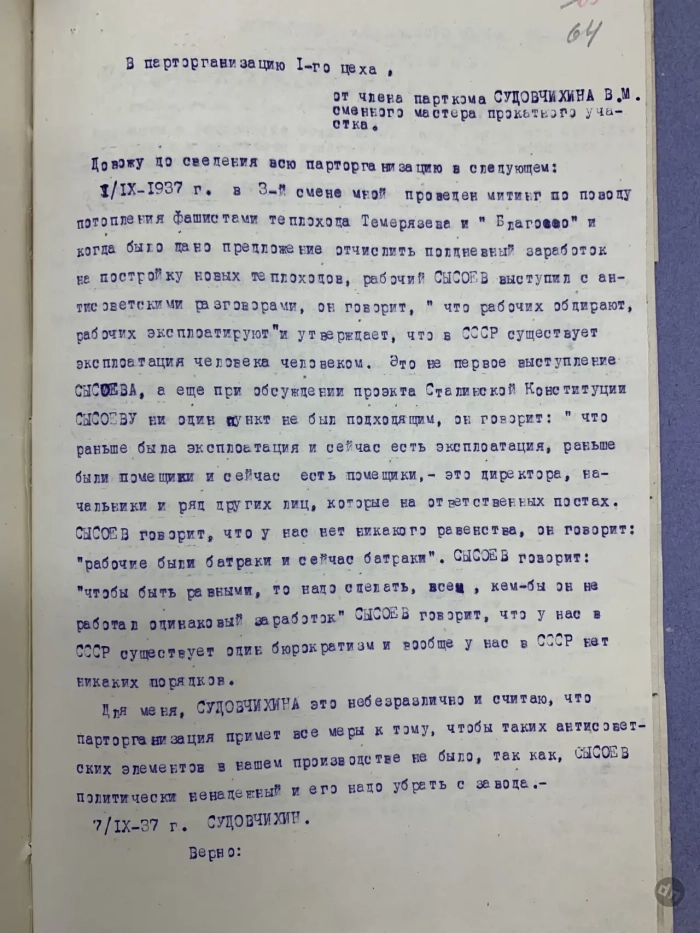 64
В парторганизацию I-го цеха ,
от члена парткома СУДОВЧИХИНА В.М.
сменного мастера прокатного уча-
стка.
Довожу до сведения всю парторганизацию в следующем:
1/IX-1937 г. в 3-й смене мной проведен митинг по поводу
потопления фашистами теплохода Темерязева и " Благоево" и
когда было дано предложение отчислить полдневный заработок
на постройку новых теплоходов, рабочий СЫСОЕВ выступил с ан-
тисоветскими разговорами, он говорит, " что рабочих обдирают,
рабочих эксплоатируют"и утверждает, что в СССР существует
эксплоатация человека человеком. Это не первое выступление
СЫСОЕВА, а еще при обсуждении проэкта Сталинской Конституции
СЫСОЕВУ ни один пункт не был подходящим, он говорит: " что
раньше была эксплоатация и сейчас есть эксплоатация, раньше
были помещики и сейчас есть помещики,- это директора, на-
чальники и ряд других лиц, которые на ответственных постах.
СЫСОЕВ говорит, что у нас нет никакого равенства, он говорит:
"рабочие были батраки и сейчас батраки". СЫСОЕВ говорит:
"чтобы быть равными, то надо сделать, всем , кем-бы он не
работал одинаковый заработок" СЫСОЕВ говорит, что у нас в
СССР существует один бюрократизм и вообще у нас в СССР нет
никаких порядков.
Для меня, СУДОВЧИХИНА это небезразлично и считаю, что
парторганизация примет все меры к тому, чтобы таких антисовет-
ских элементов в нашем производстве не было, так как, СЫСОЕВ
политически ненадежный и его надо убрать с завода.-
7/IX-37 г. СУДОВЧИХИН.
Верно: